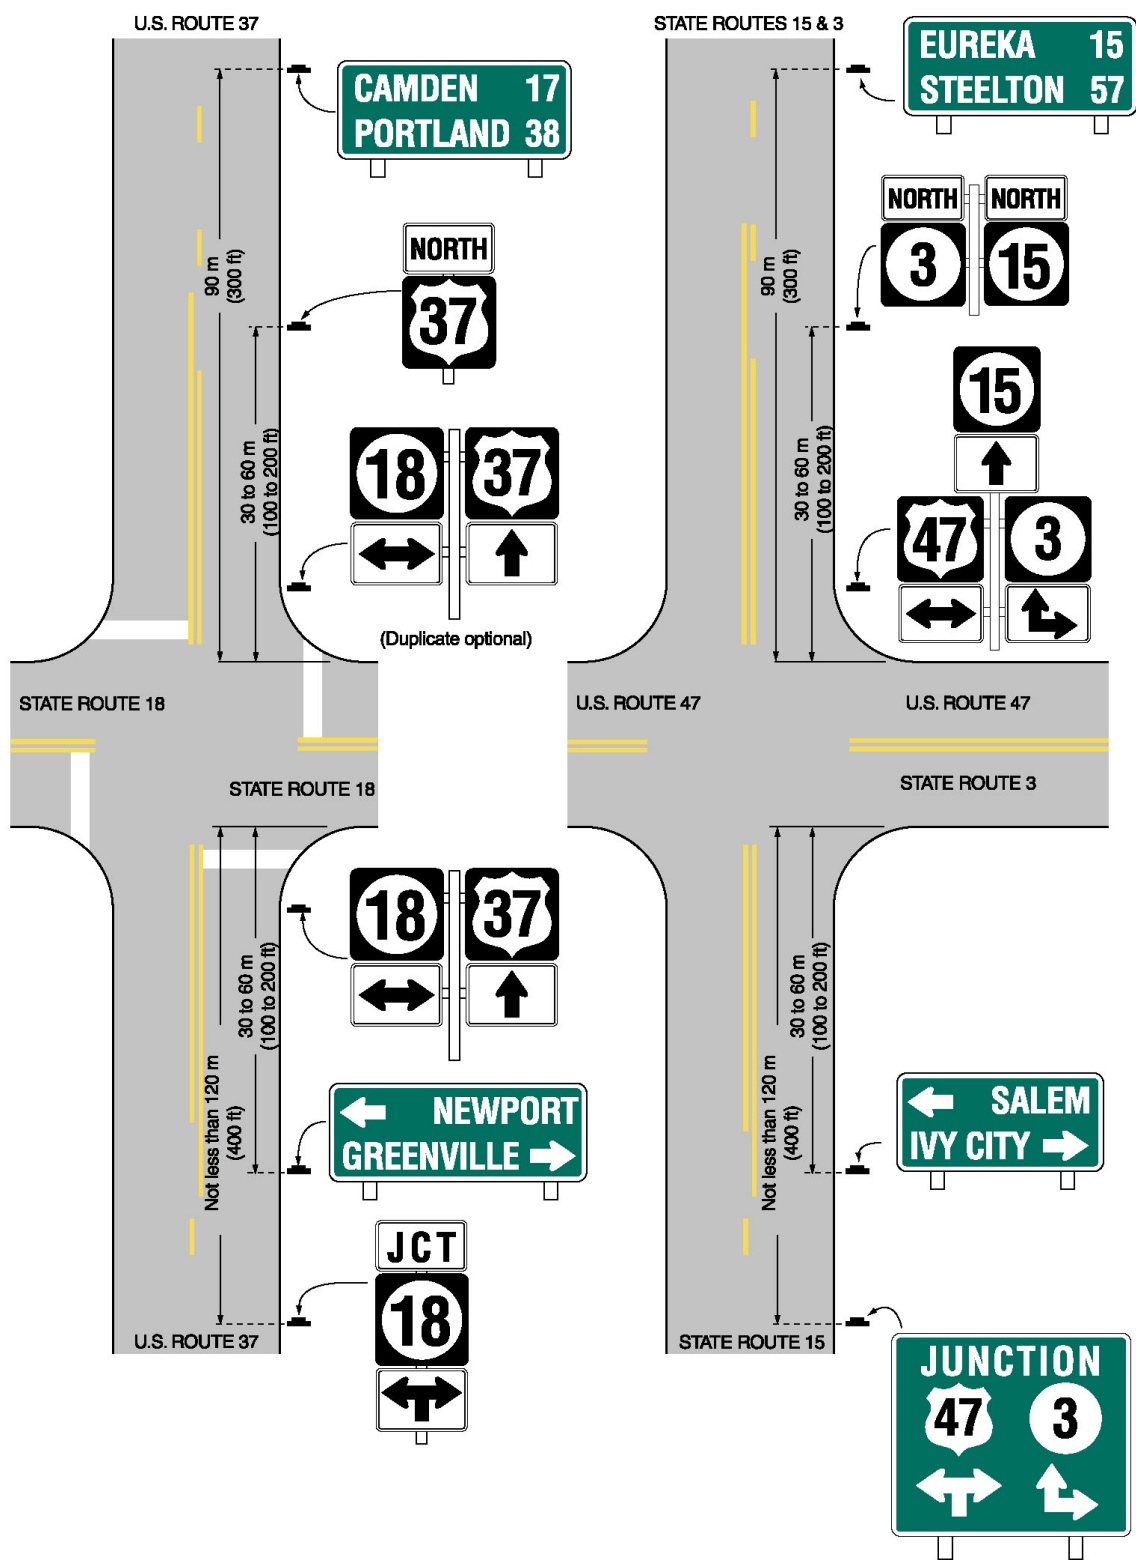 U.S. ROUTE 37
CAMDEN 17
PORTLAND 38
90 m
(300 ft)
NORTH
37
30 to 60 m
(100 to 200 ft)
18 37
(Duplicate optional)
STATE ROUTE 18
STATE ROUTE 18
30 to 60 m
(100 to 200 ft)
18 37
Not less than 120 m
(400 ft)
NEWPORT
GREENVILLE
JCT
18
U.S. ROUTE 37
STATE ROUTES 15 & 3
EUREKA 15
STEELTON 57
90 m
(300 ft)
NORTH NORTH
3 15
30 to 60 m
(100 to 200 ft)
15
47 3
U.S. ROUTE 47 U.S. ROUTE 47
STATE ROUTE 3
30 to 60 m
(100 to 200 ft)
Not less than 120 m
(400 ft)
SALEM
IVY CITY
STATE ROUTE 15
JUNCTION
47 3